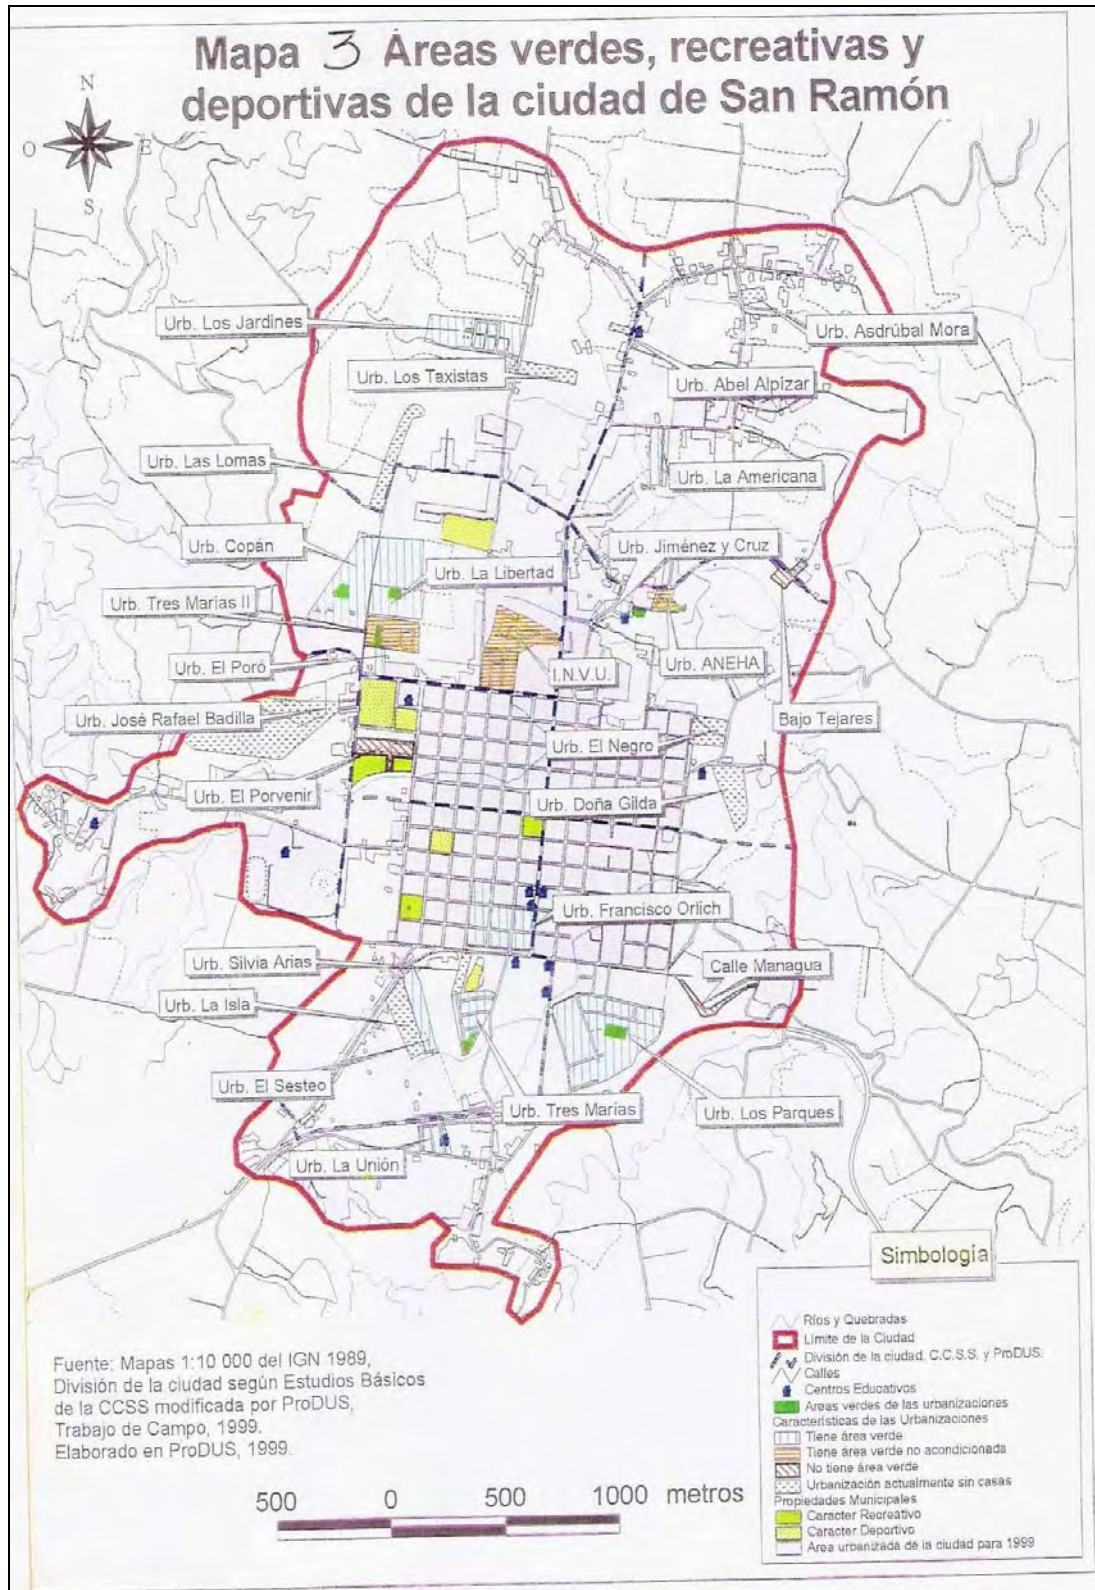 Mapa 3 Áreas verdes, recreativas y
deportivas de la ciudad de San Ramón
N
O
E
S
Urb. Los Jardines
Urb. Asdrúbal Mora
Urb. Los Taxistas
Urb. Abel Alpízar
Urb. Las Lomas
Urb. La Americana
Urb. Copán
Urb. Jiménez y Cruz
Urb. La Libertad
Urb. Tres Marías II
Urb. El Poró
I.N.V.U.
Urb. ANEHA
Urb. José Rafael Badilla
Bajo Tejares
Urb. El Negro
Urb. El Porvenir
Urb. Doña Gilda
Urb. Francisco Orlich
Urb. Silvia Arias
Calle Managua
Urb. La Isla
Urb. El Sesteo
Urb. Tres Marías
Urb. Los Parques
Urb. La Unión
Simbología
Ríos y Quebradas
Límite de la Ciudad
División de la ciudad, C.C.S.S. y ProDUS.
Calles
Centros Educativos
Areas verdes de las urbanizaciones
Características de las Urbanizaciones
Tiene área verde
Tiene área verde no acondicionada
No tiene área verde
Urbanización actualmente sin casas
Propiedades Municipales
Caracter Recreativo
Caracter Deportivo
Area urbanizada de la ciudad para 1999
Fuente: Mapas 1:10 000 del IGN 1989,
División de la ciudad según Estudios Básicos
de la CCSS modificada por ProDUS,
Trabajo de Campo, 1999.
Elaborado en ProDUS, 1999.
500 0 500 1000 metros